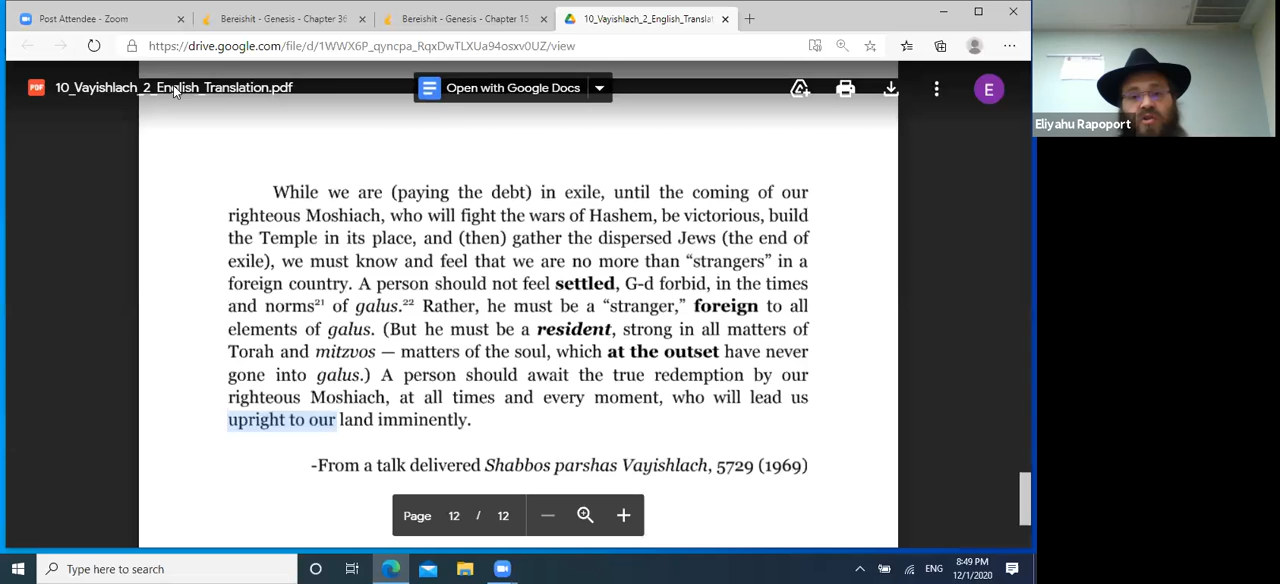 Post Attendee - Zoom
Bereishit - Genesis - Chapter 36
Bereishit - Genesis - Chapter 15
10_Vayishlach_2_English_Translat
https://drive.google.com/file/d/1WWX6P_qyncpa_RqxDwTLXUa94osxv0UZ/view
PDF
10_Vayishlach_2_English_Translation.pdf
Open with Google Docs
E
Eliyahu Rapoport
While we are (paying the debt) in exile, until the coming of our
righteous Moshiach, who will fight the wars of Hashem, be victorious, build
the Temple in its place, and (then) gather the dispersed Jews (the end of
exile), we must know and feel that we are no more than “strangers” in a
foreign country. A person should not feel settled, G-d forbid, in the times
and norms²¹ of galus.²² Rather, he must be a “stranger,” foreign to all
elements of galus. (But he must be a resident, strong in all matters of
Torah and mitzvos — matters of the soul, which at the outset have never
gone into galus.) A person should await the true redemption by our
righteous Moshiach, at all times and every moment, who will lead us
upright to our land imminently.
-From a talk delivered Shabbos parshas Vayishlach, 5729 (1969)
Page 12 / 12
Type here to search
ENG
8:49 PM
12/1/2020